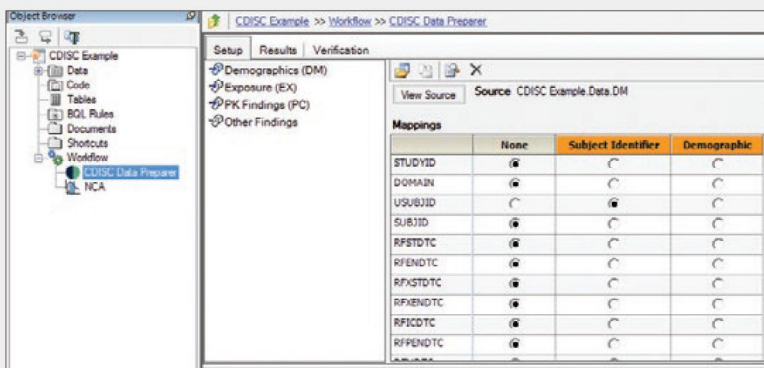 Object Browser
CDISC Example
Data
Code
Tables
BQL Rules
Documents
Shortcuts
Workflow
CDISC Data Preparer
NCA
CDISC Example >> Workflow >> CDISC Data Preparer
Setup Results Verification
Demographics (DM)
Exposure (EX)
PK Findings (PC)
Other Findings
View Source Source CDISC Example.Data.DM
Mappings
None Subject Identifier Demographic
STUDYID
DOMAIN
USUBJID
SUBJID
RFSTDTC
RFENDTC
RFXSTDTC
RFXENDTC
RFICDTC
RFPENDTC